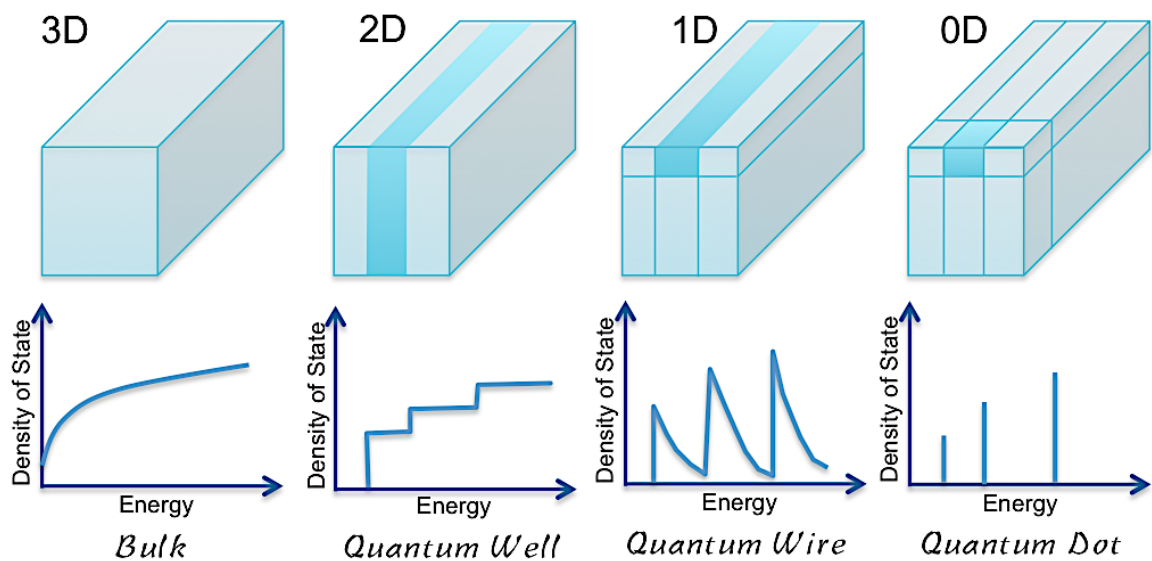 3D
2D
1D
0D
Density of State
Energy
Density of State
Energy
Density of State
Energy
Density of State
Energy
Bulk
Quantum Well
Quantum Wire
Quantum Dot